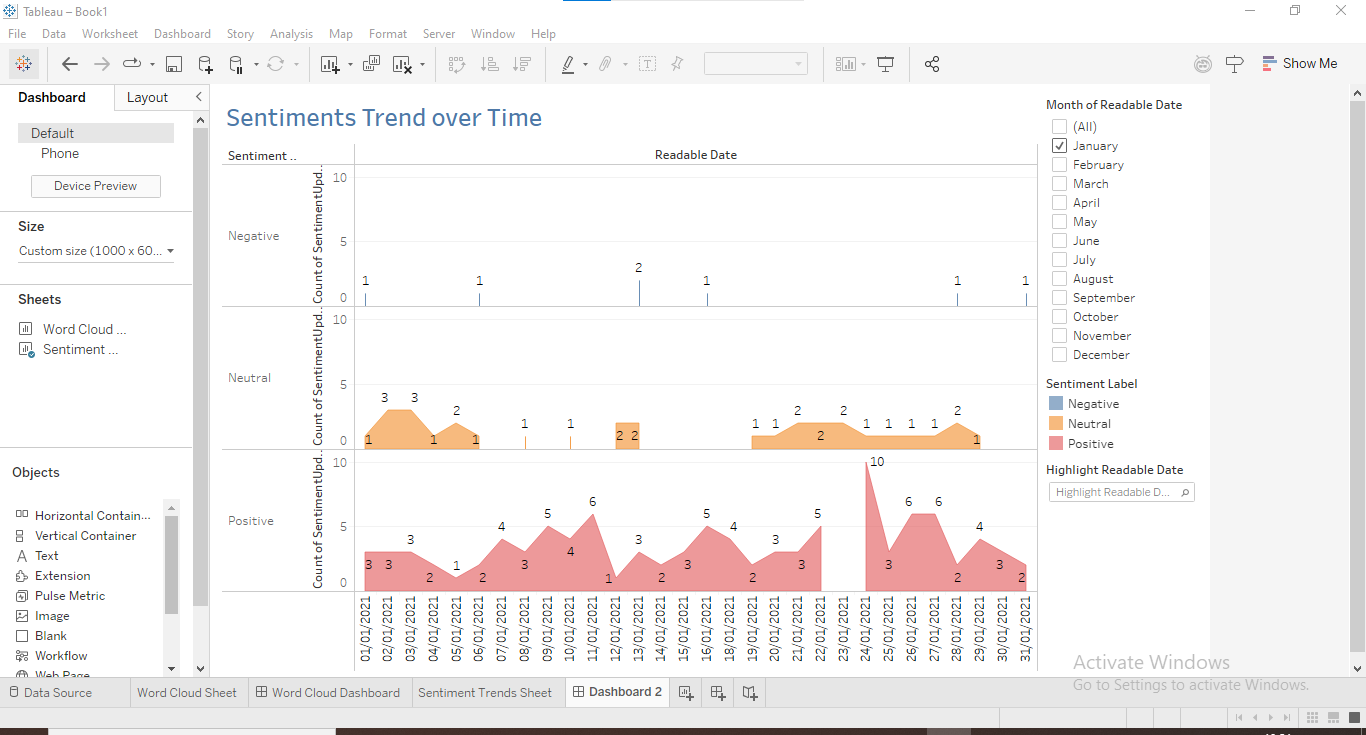 Tableau – Book1
File Data Worksheet Dashboard Story Analysis Map Format Server Window Help
Show Me
Dashboard Layout
Default
Phone
Device Preview
Size
Custom size (1000 x 60...
Sheets
Word Cloud ...
Sentiment ...
Objects
Horizontal Contain...
Vertical Container
Text
Extension
Pulse Metric
Image
Blank
Workflow
Web Page
Sentiments Trend over Time
Sentiment .. Readable Date
Negative
Count of SentimentUpd..
10
5
0
1 1 2 1 1 1
Neutral
Count of SentimentUpd..
10
5
0
1 3 3 1 2 1 1 1 2 2 1 1 2 2 2 1 1 1 1 2 1
Positive
Count of SentimentUpd..
10
5
0
3 3 3 2 1 2 4 3 5 4 6 1 3 2 3 5 4 2 3 3 5 10 3 6 6 2 4 3 2
01/01/2021 02/01/2021 03/01/2021 04/01/2021 05/01/2021 06/01/2021 07/01/2021 08/01/2021 09/01/2021 10/01/2021 11/01/2021 12/01/2021 13/01/2021 14/01/2021 15/01/2021 16/01/2021 17/01/2021 18/01/2021 19/01/2021 20/01/2021 21/01/2021 22/01/2021 23/01/2021 24/01/2021 25/01/2021 26/01/2021 27/01/2021 28/01/2021 29/01/2021 30/01/2021 31/01/2021
Month of Readable Date
(All)
January
February
March
April
May
June
July
August
September
October
November
December
Sentiment Label
Negative
Neutral
Positive
Highlight Readable Date
Highlight Readable D...
Activate Windows
Go to Settings to activate Windows.
Data Source Word Cloud Sheet Word Cloud Dashboard Sentiment Trends Sheet Dashboard 2